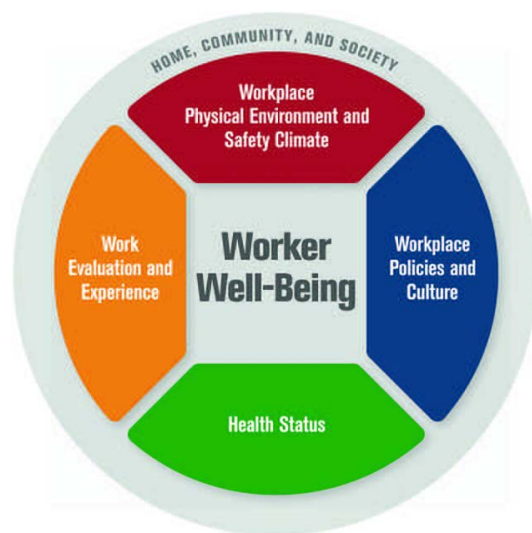 HOME, COMMUNITY, AND SOCIETY
Workplace
Physical Environment and
Safety Climate
Work
Evaluation and
Experience
Worker
Well-Being
Workplace
Policies and
Culture
Health Status